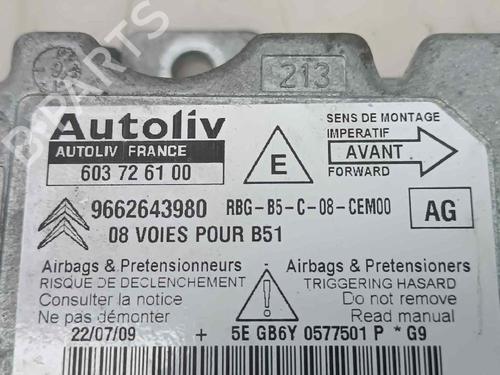 213
Autoliv
AUTOLIV FRANCE
603 72 61 00
E
SENS DE MONTAGE
IMPERATIF
AVANT
FORWARD
9662643980 RBG-B5-C-08-CEM00 AG
08 VOIES POUR B51
Airbags & Pretensionneurs
RISQUE DE DECLENCHEMENT
Consulter la notice
Ne pas démonter
Airbags & Pretensioners
TRIGGERING HASARD
Do not remove
Read manual
22/07/09 + 5E GB6Y 0577501 P * G9